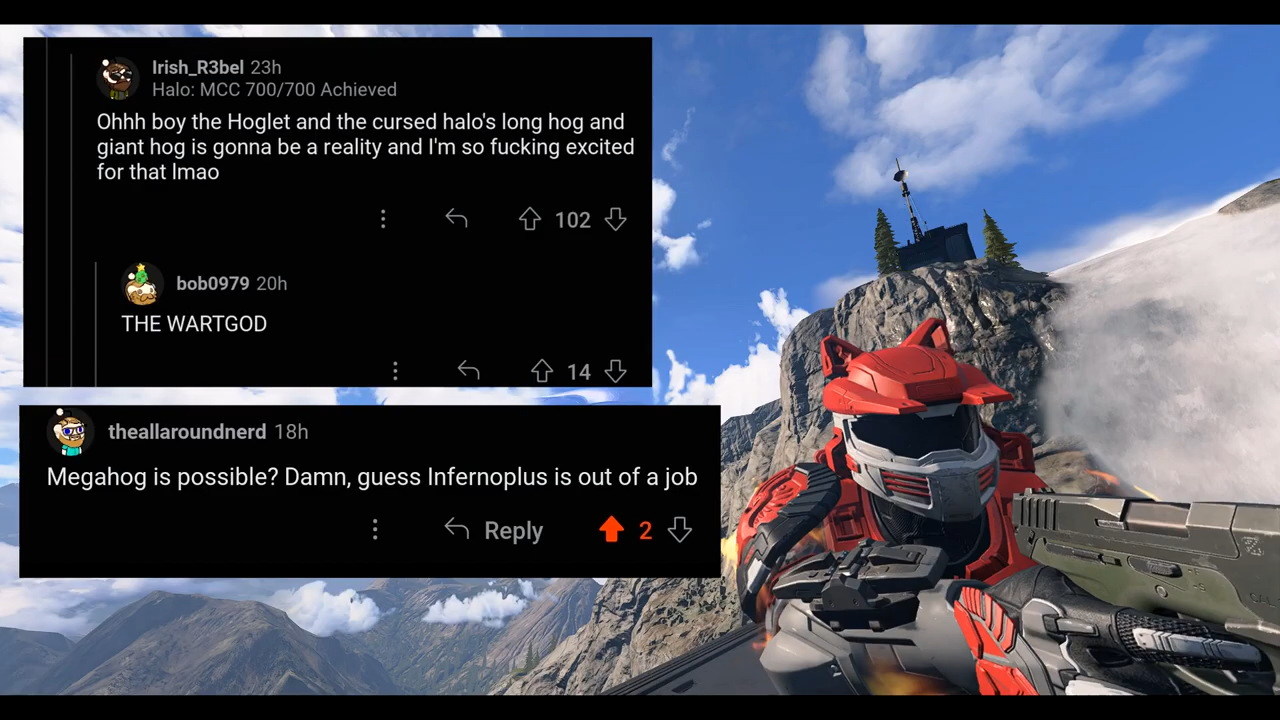 Irish_R3bel 23h
Halo: MCC 700/700 Achieved
Ohhh boy the Hoglet and the cursed halo's long hog and
giant hog is gonna be a reality and I'm so fucking excited
for that lmao
102
bob0979 20h
THE WARTGOD
14
theallaroundnerd 18h
Megahog is possible? Damn, guess Infernoplus is out of a job
Reply 2